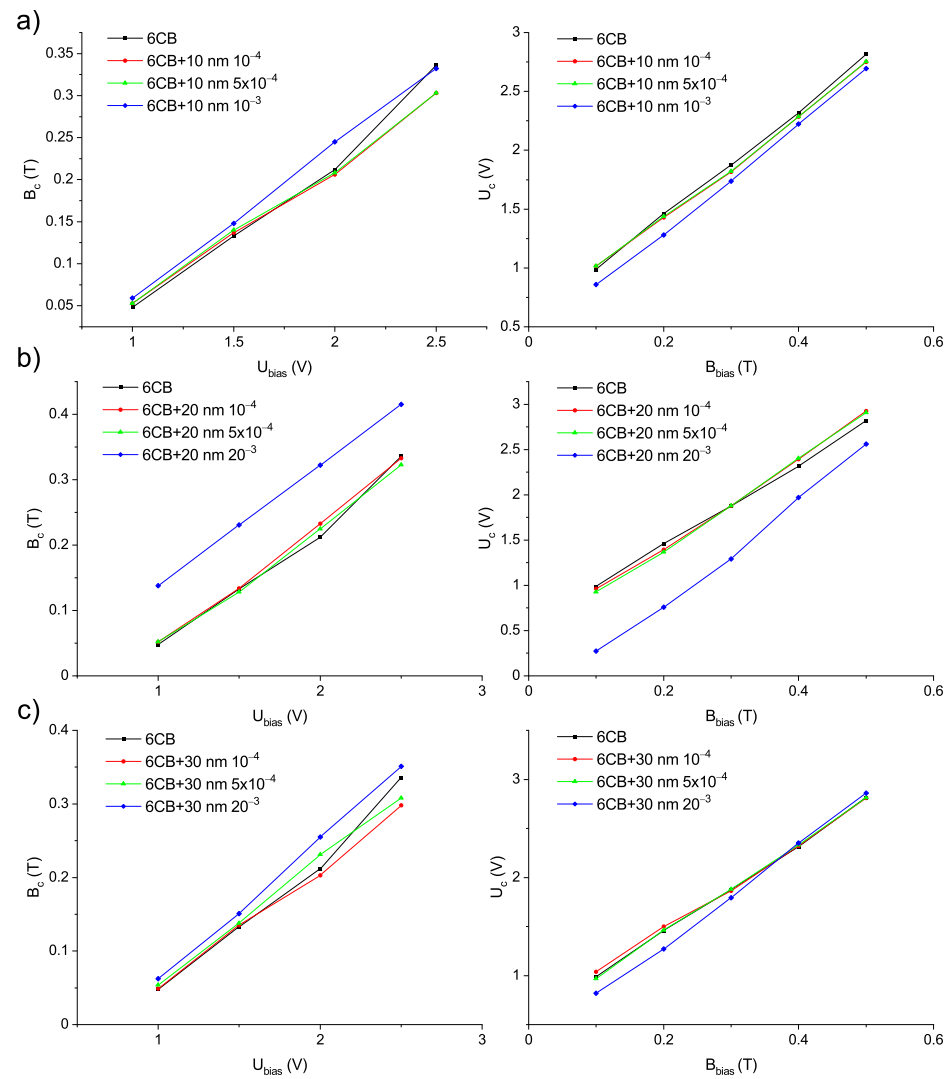 a)
6CB
6CB+10 nm 10⁻⁴
6CB+10 nm 5x10⁻⁴
6CB+10 nm 10⁻³
0.35
0.3
0.25
0.2
0.15
0.1
0.05
B_c (T)
1
1.5
2
2.5
U_bias (V)
6CB
6CB+10 nm 10⁻⁴
6CB+10 nm 5x10⁻⁴
6CB+10 nm 10⁻³
3
2.5
2
1.5
1
0.5
U_c (V)
0
0.2
0.4
0.6
B_bias (T)
b)
6CB
6CB+20 nm 10⁻⁴
6CB+20 nm 5x10⁻⁴
6CB+20 nm 20⁻³
0.4
0.3
0.2
0.1
0
B_c (T)
1
2
3
U_bias (V)
6CB
6CB+20 nm 10⁻⁴
6CB+20 nm 5x10⁻⁴
6CB+20 nm 20⁻³
3
2.5
2
1.5
1
0.5
0
U_c (V)
0
0.2
0.4
0.6
B_bias (T)
c)
6CB
6CB+30 nm 10⁻⁴
6CB+30 nm 5x10⁻⁴
6CB+30 nm 20⁻³
0.4
0.3
0.2
0.1
0
B_c (T)
1
2
3
U_bias (V)
6CB
6CB+30 nm 10⁻⁴
6CB+30 nm 5x10⁻⁴
6CB+30 nm 20⁻³
3
2
1
U_c (V)
0
0.2
0.4
0.6
B_bias (T)